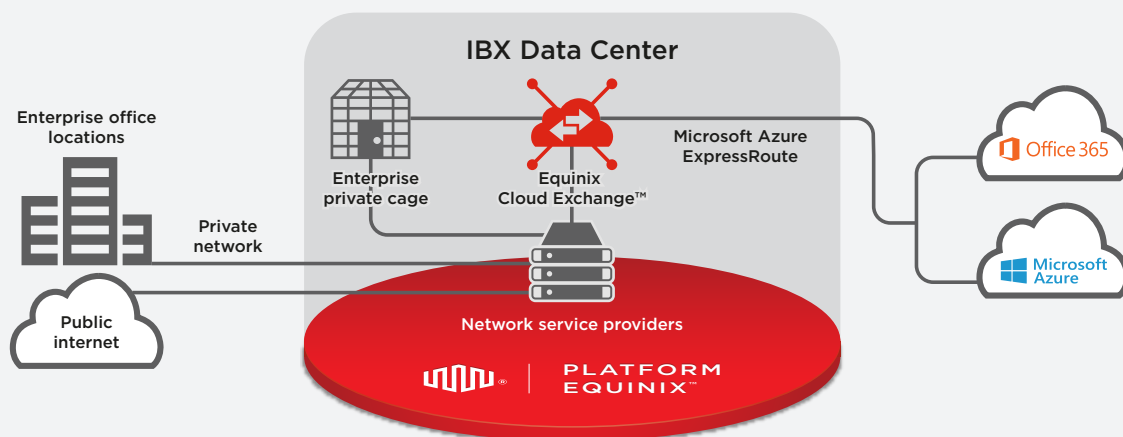 IBX Data Center
Enterprise office
locations
Microsoft Azure
ExpressRoute
Office 365
Enterprise
private cage
Equinix
Cloud Exchange™
Private
network
Microsoft
Azure
Public
internet
Network service providers
®
PLATFORM
EQUINIX™